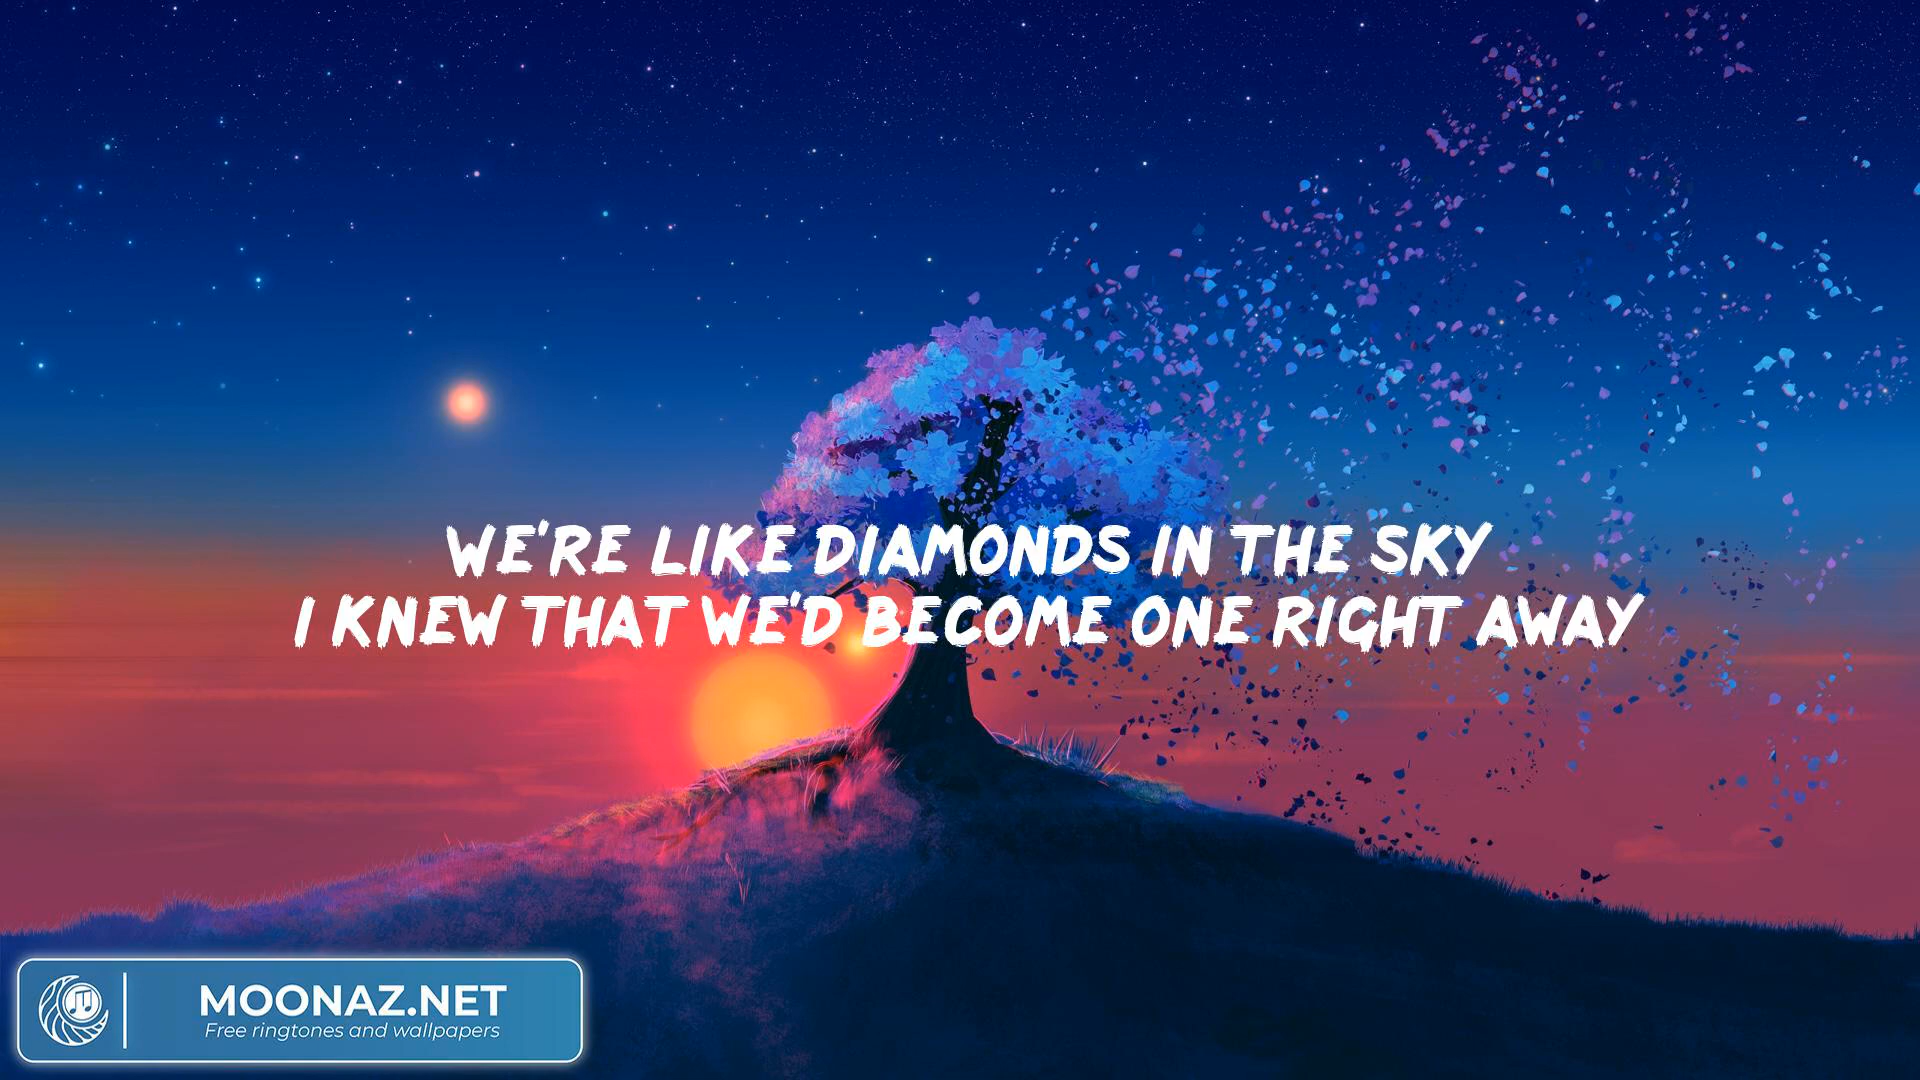 WE'RE LIKE DIAMONDS IN THE SKY
I KNEW THAT WE'D BECOME ONE RIGHT AWAY
MOONAZ.NET
Free ringtones and wallpapers